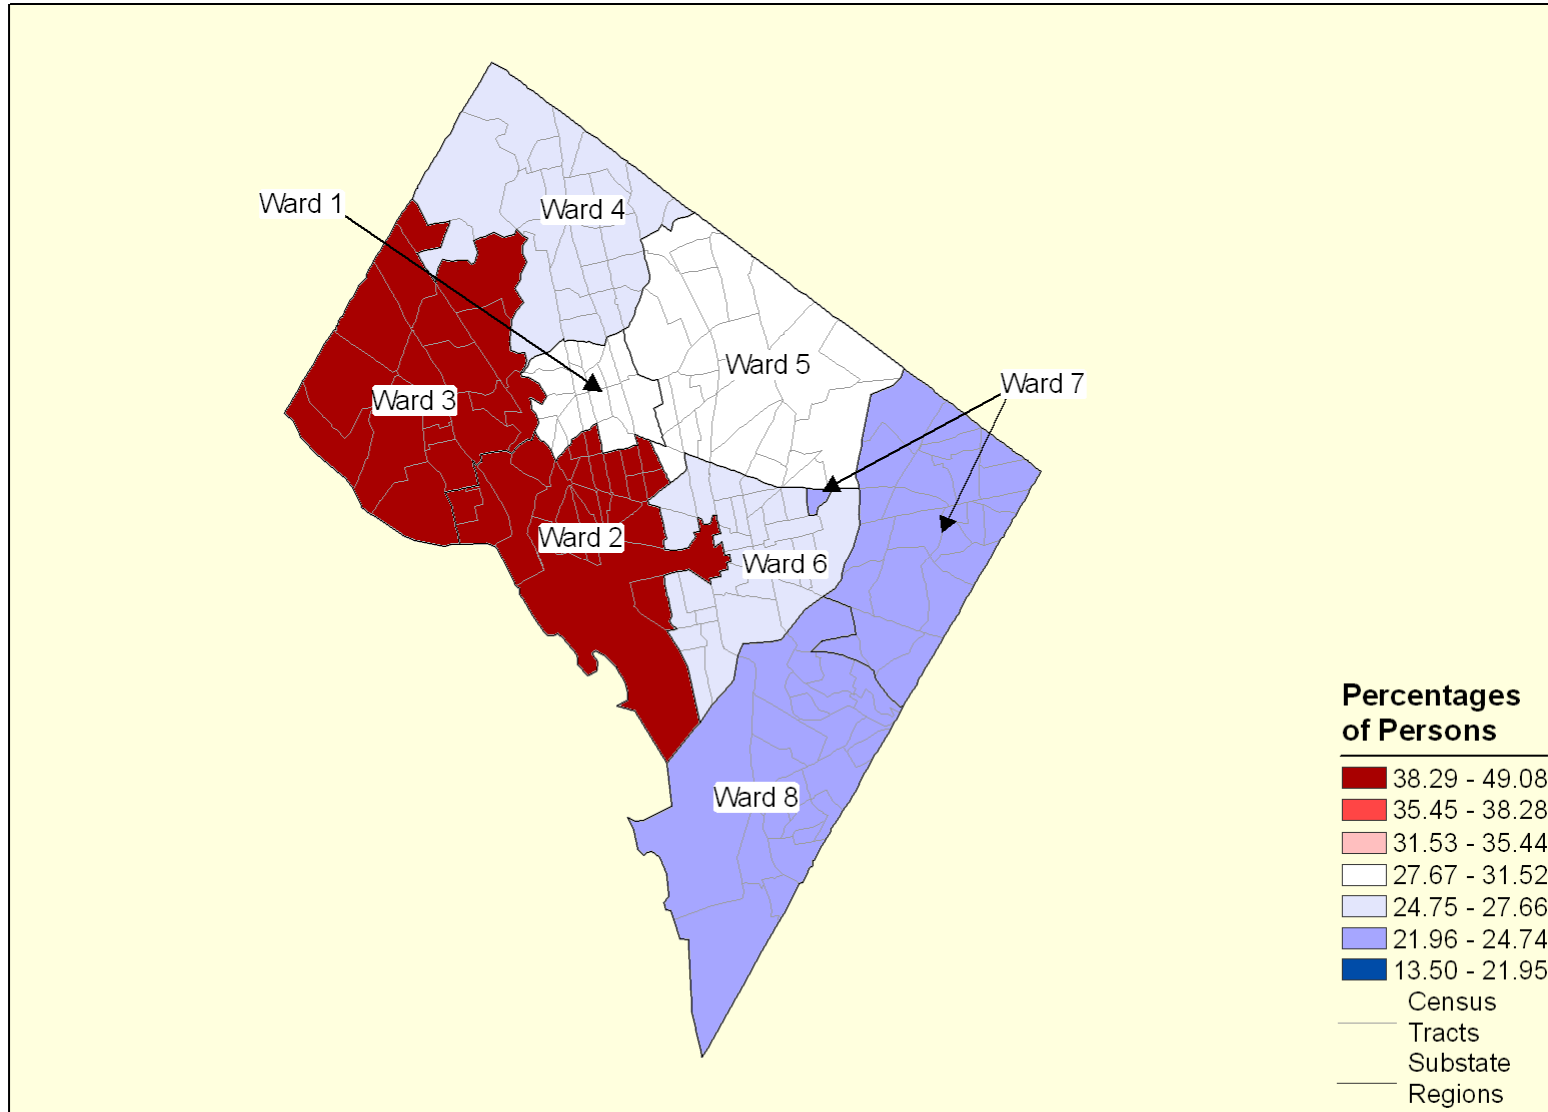 Ward 1
Ward 4
Ward 5
Ward 7
Ward 3
Ward 2
Ward 6
Ward 8
Percentages
of Persons
38.29 - 49.08
35.45 - 38.28
31.53 - 35.44
27.67 - 31.52
24.75 - 27.66
21.96 - 24.74
13.50 - 21.95
Census
Tracts
Substate
Regions